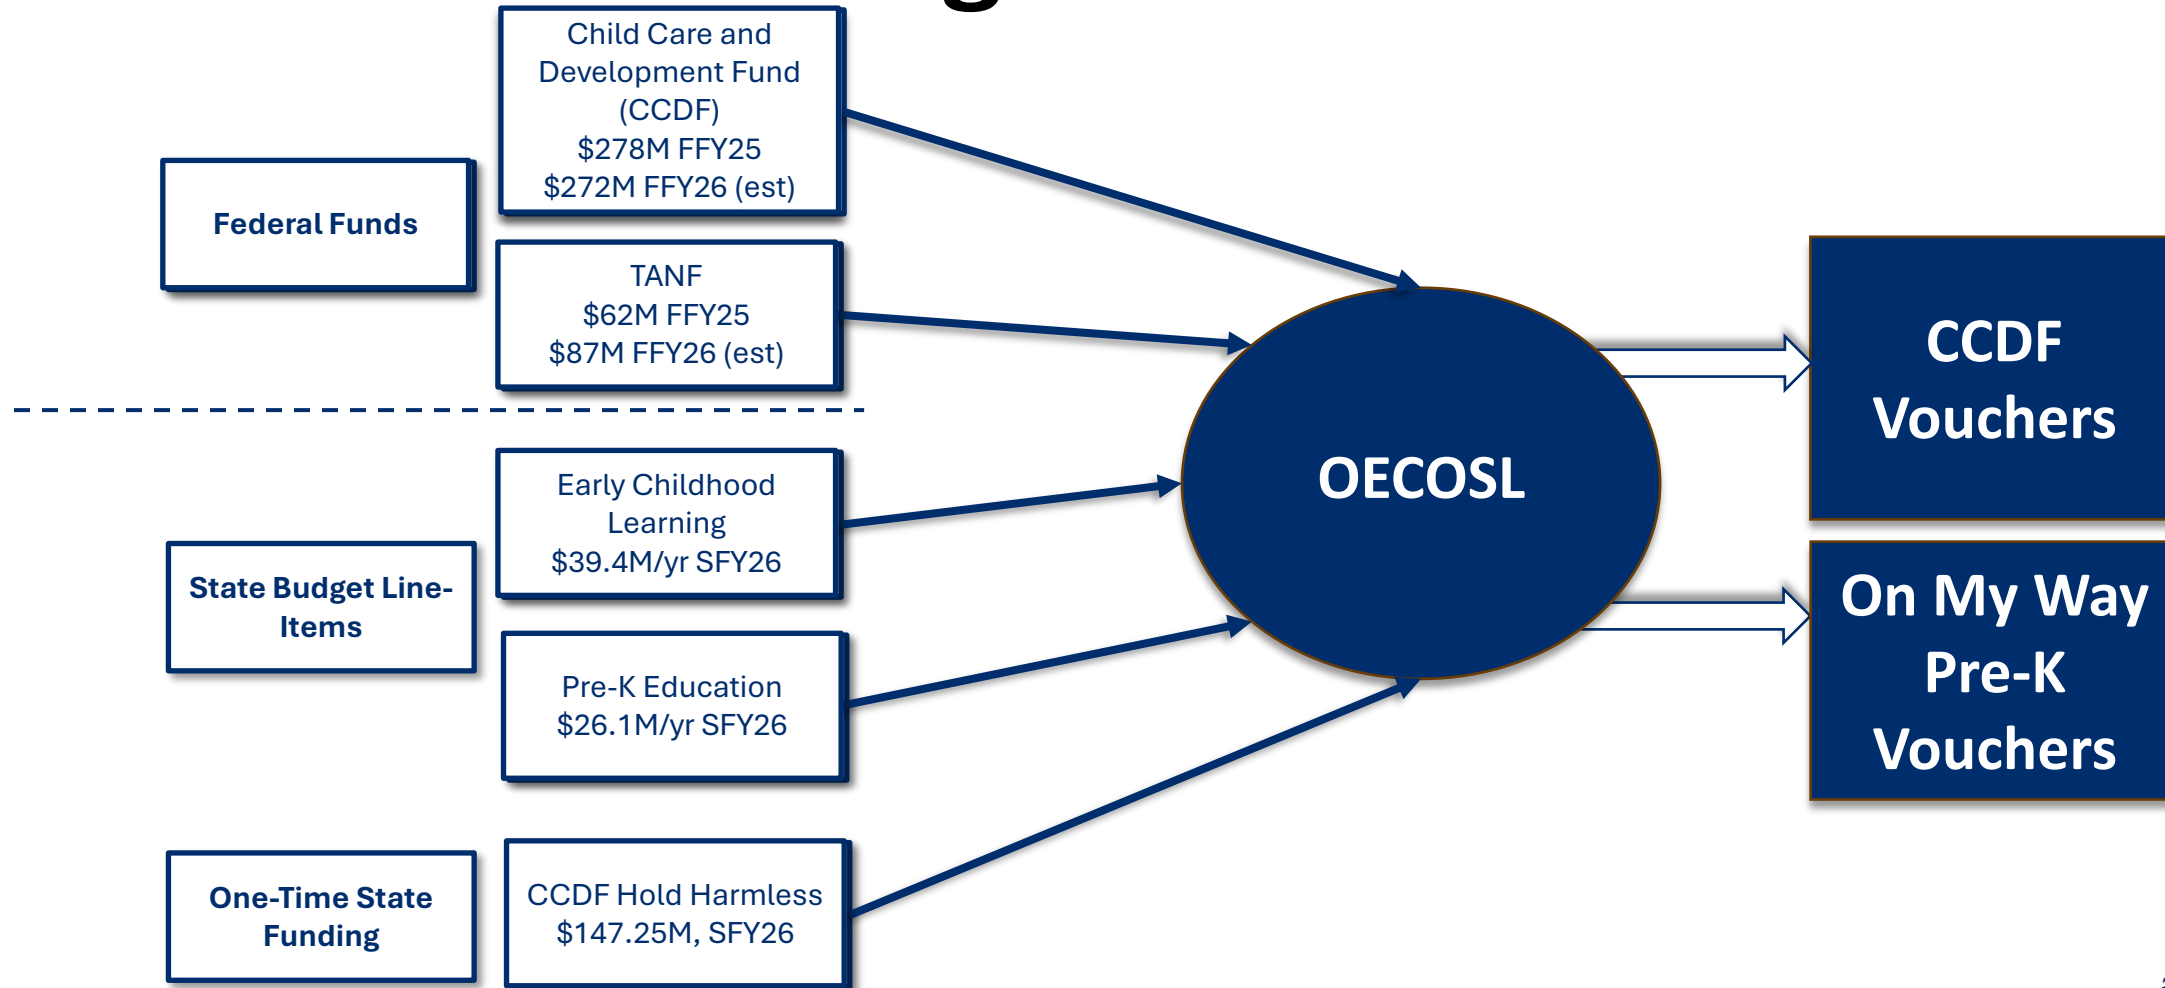 Child Care and
Development Fund
(CCDF)
$278M FFY25
$272M FFY26 (est)
Federal Funds
TANF
$62M FFY25
$87M FFY26 (est)
Early Childhood
Learning
$39.4M/yr SFY26
State Budget Line-
Items
Pre-K Education
$26.1M/yr SFY26
One-Time State
Funding
CCDF Hold Harmless
$147.25M, SFY26
OECOSL
CCDF
Vouchers
On My Way
Pre-K
Vouchers